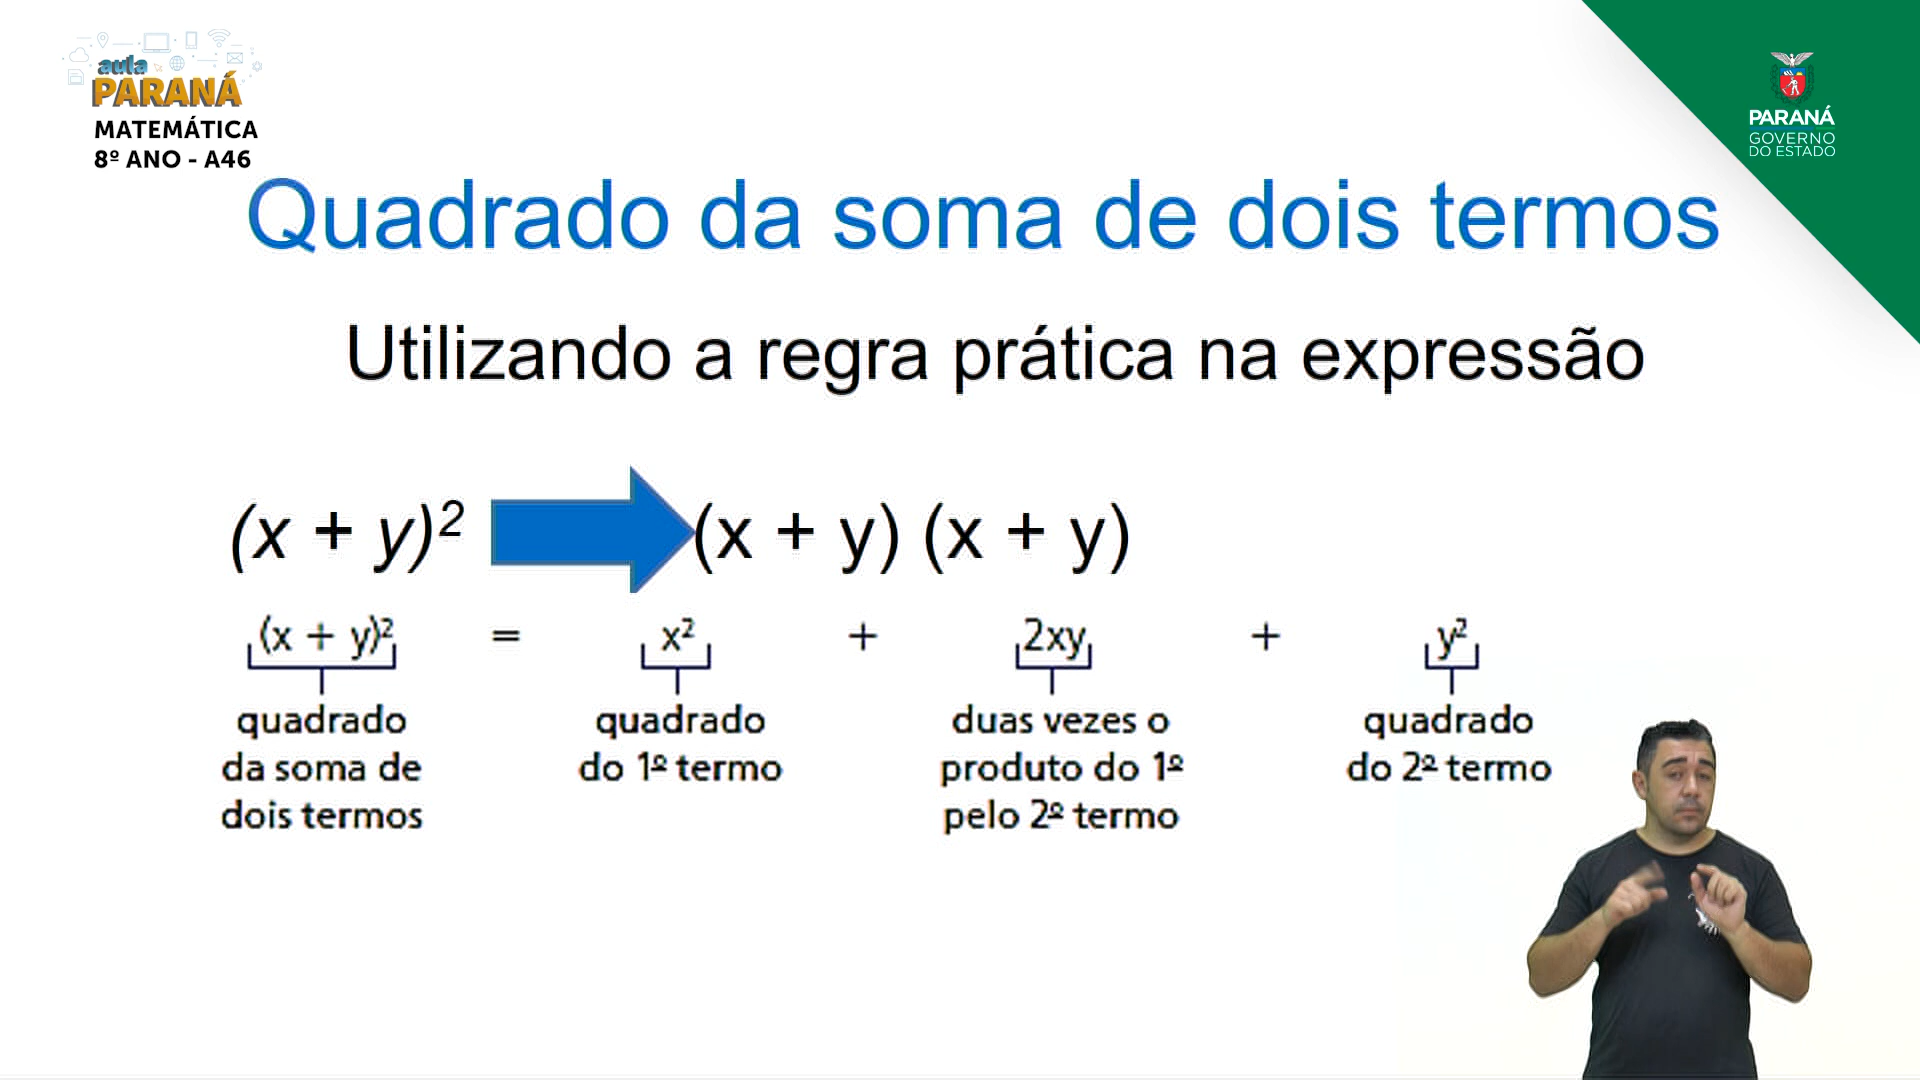 aula
PARANÁ
MATEMÁTICA
8º ANO - A46
PARANÁ
GOVERNO
DO ESTADO
Quadrado da soma de dois termos
Utilizando a regra prática na expressão
(x + y)² (x + y) (x + y)
(x + y)² = x² + 2xy + y²
quadrado
da soma de
dois termos
quadrado
do 1º termo
duas vezes o
produto do 1º
pelo 2º termo
quadrado
do 2º termo